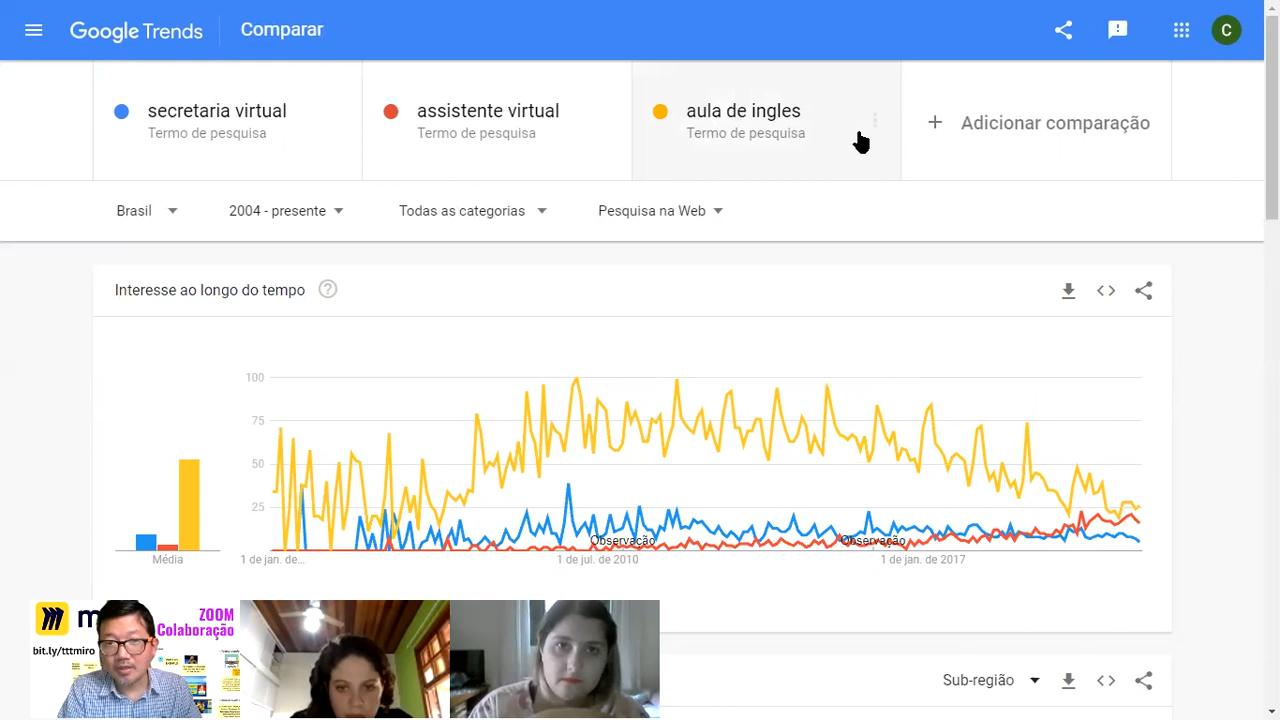 Google Trends
Comparar
C
secretaria virtual
Termo de pesquisa
assistente virtual
Termo de pesquisa
aula de ingles
Termo de pesquisa
+ Adicionar comparação
Brasil
2004 - presente
Todas as categorias
Pesquisa na Web
Interesse ao longo do tempo
100
75
50
25
Observação
Observação
Média
1 de jan. de...
1 de jul. de 2010
1 de jan. de 2017
ZOOM
Colaboração
bit.ly/tttmiro
Sub-região